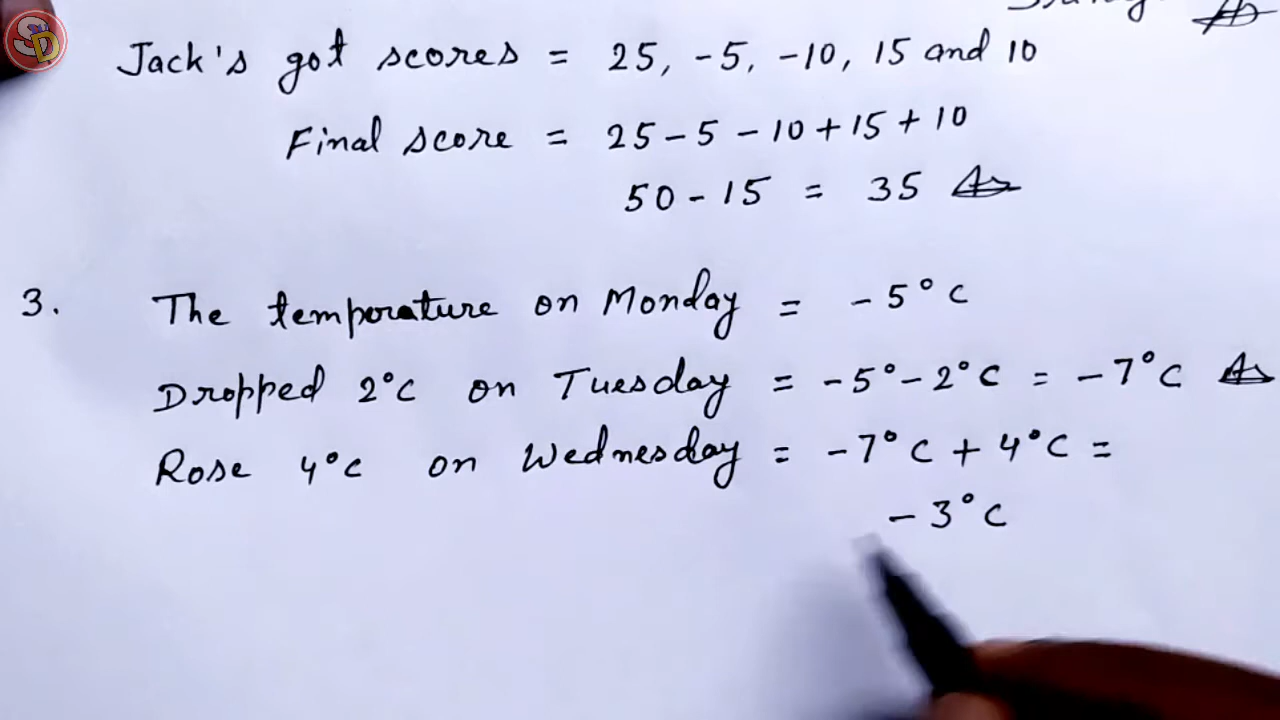 Jack's got scores = 25, -5, -10, 15 and 10
Final score = 25 - 5 - 10 + 15 + 10
50 - 15 = 35 Ans
3. The temperature on Monday = - 5° C
Dropped 2°C on Tuesday = - 5° - 2°C = - 7°C Ans
Rose 4°C on Wednesday = - 7° C + 4°C =
- 3°C